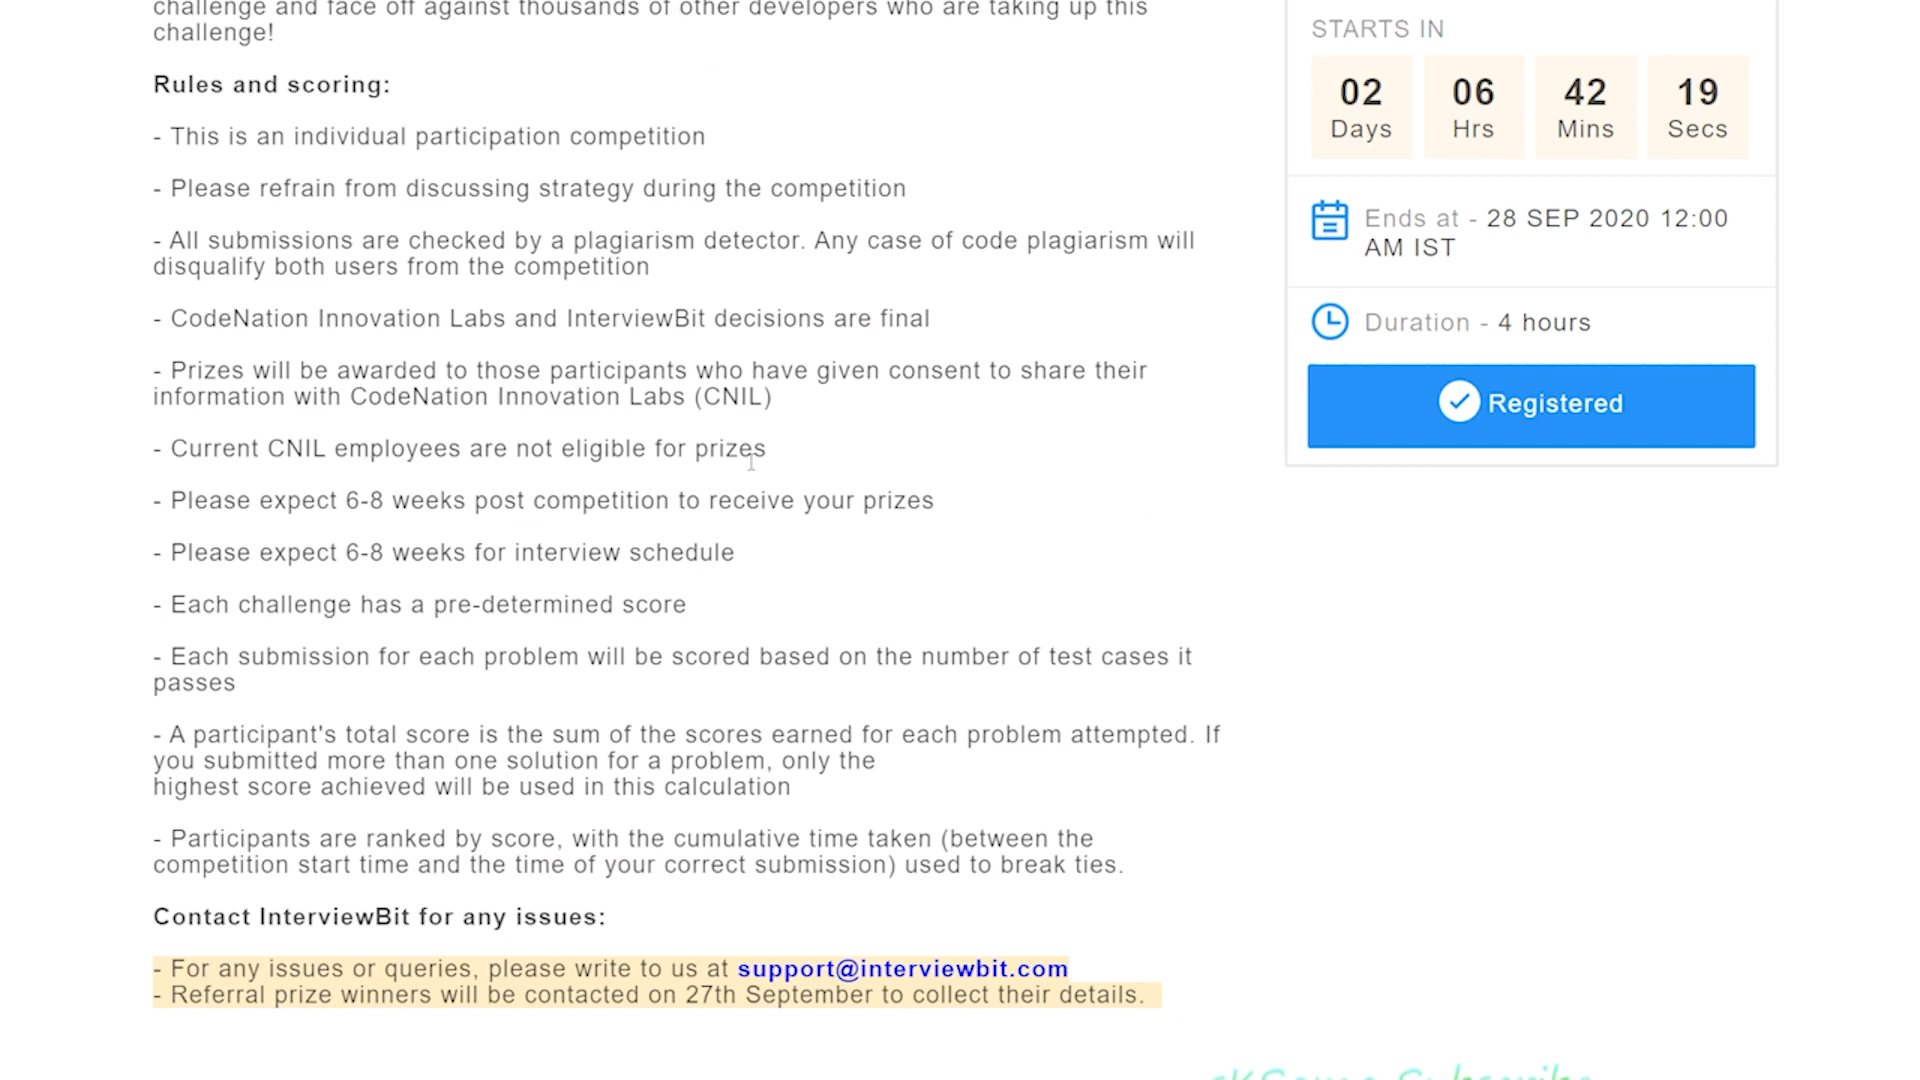 challenge and face off against thousands of other developers who are taking up this
challenge!
Rules and scoring:
- This is an individual participation competition
- Please refrain from discussing strategy during the competition
- All submissions are checked by a plagiarism detector. Any case of code plagiarism will
disqualify both users from the competition
- CodeNation Innovation Labs and InterviewBit decisions are final
- Prizes will be awarded to those participants who have given consent to share their
information with CodeNation Innovation Labs (CNIL)
- Current CNIL employees are not eligible for prizes
- Please expect 6-8 weeks post competition to receive your prizes
- Please expect 6-8 weeks for interview schedule
- Each challenge has a pre-determined score
- Each submission for each problem will be scored based on the number of test cases it
passes
- A participant's total score is the sum of the scores earned for each problem attempted. If
you submitted more than one solution for a problem, only the
highest score achieved will be used in this calculation
- Participants are ranked by score, with the cumulative time taken (between the
competition start time and the time of your correct submission) used to break ties.
Contact InterviewBit for any issues:
- For any issues or queries, please write to us at support@interviewbit.com
- Referral prize winners will be contacted on 27th September to collect their details.
STARTS IN
02 06 42 19
Days Hrs Mins Secs
Ends at - 28 SEP 2020 12:00
AM IST
Duration - 4 hours
Registered